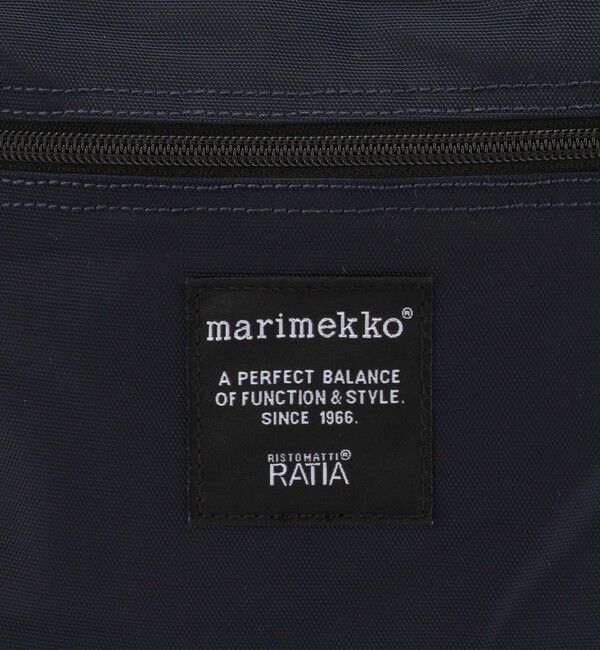 marimekko®
A PERFECT BALANCE
OF FUNCTION & STYLE.
SINCE 1966.
RISTOMATTI®
RATIA